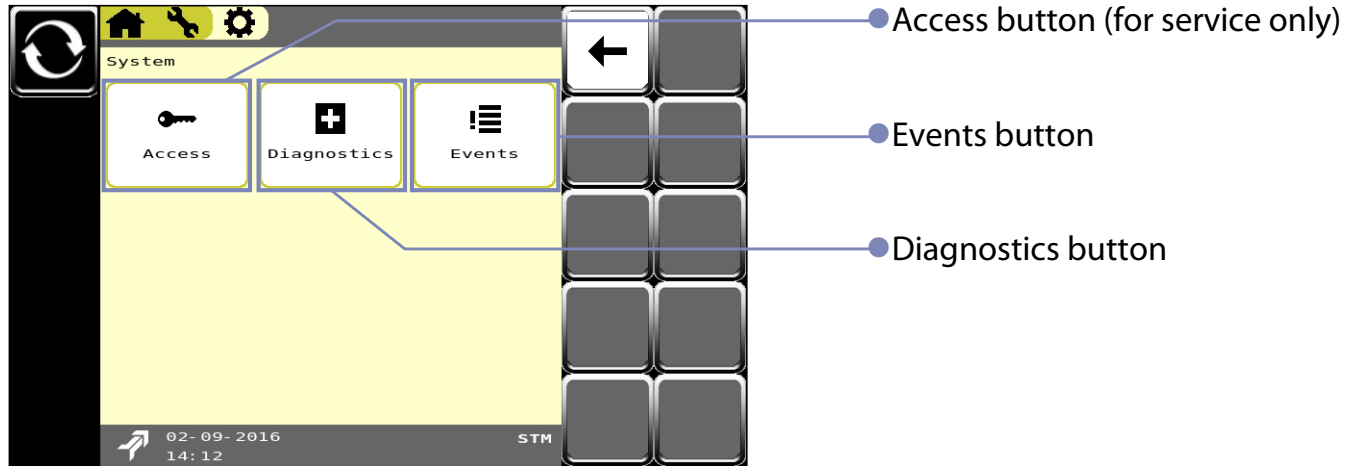 Access button (for service only)
System
Access
Diagnostics
Events
Events button
Diagnostics button
02-09-2016
14:12
STM